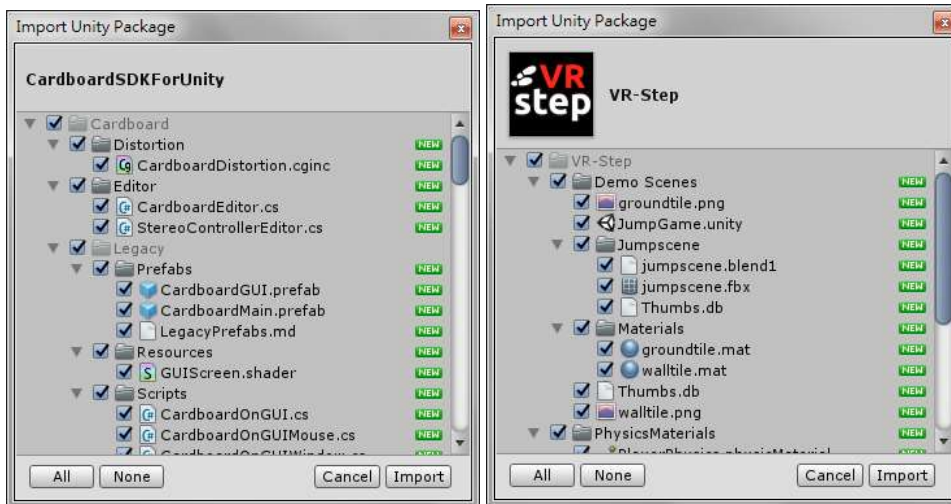 Import Unity Package
CardboardSDKForUnity
Cardboard
Distortion NEW
CardboardDistortion.cginc NEW
Editor NEW
CardboardEditor.cs NEW
StereoControllerEditor.cs NEW
Legacy
Prefabs NEW
CardboardGUI.prefab NEW
CardboardMain.prefab NEW
LegacyPrefabs.md NEW
Resources NEW
GUIScreen.shader NEW
Scripts NEW
CardboardOnGUI.cs NEW
CardboardOnGUIMouse.cs NEW
CardboardOnGUIWindow.cs NEW
All None Cancel Import
Import Unity Package
VR
step
VR-Step
VR-Step
Demo Scenes NEW
groundtile.png NEW
JumpGame.unity NEW
Jumpscene NEW
jumpscene.blend1 NEW
jumpscene.fbx NEW
Thumbs.db NEW
Materials NEW
groundtile.mat NEW
walltile.mat NEW
Thumbs.db NEW
walltile.png NEW
PhysicsMaterials NEW
PlayerPhysics.physicMaterial NEW
All None Cancel Import